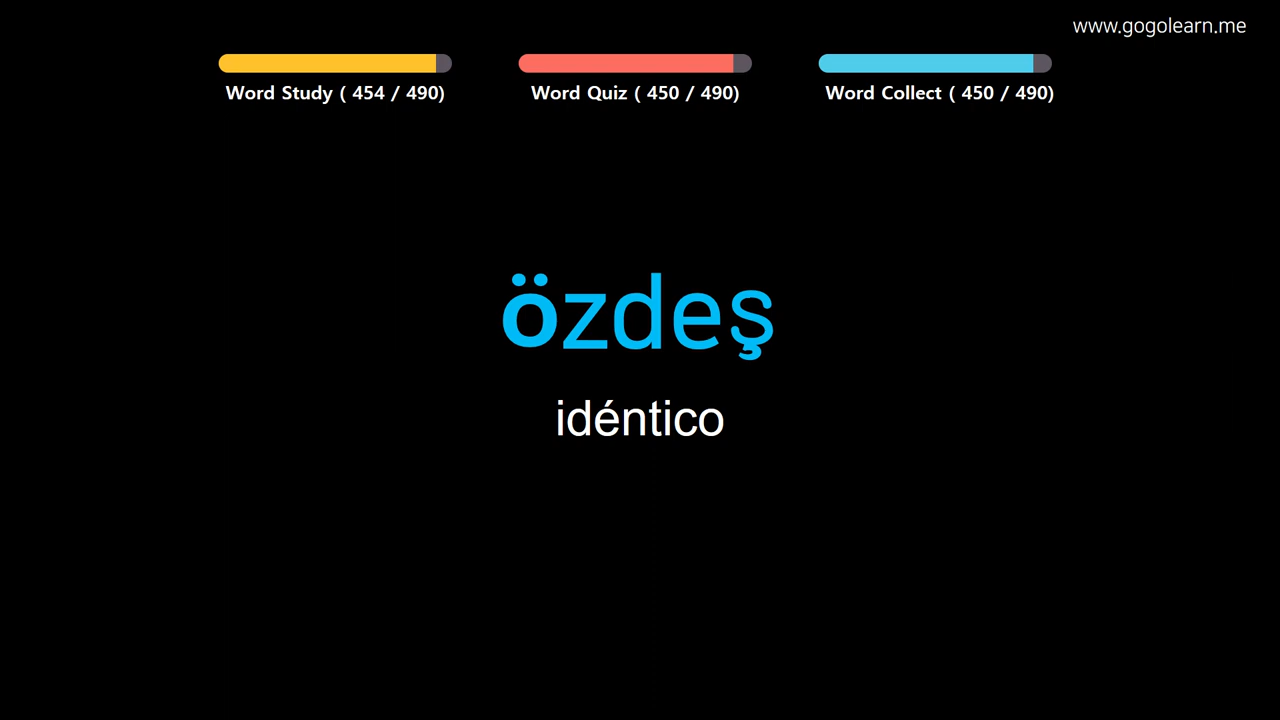 www.gogolearn.me
Word Study ( 454 / 490)
Word Quiz ( 450 / 490)
Word Collect ( 450 / 490)
özdeş
idéntico